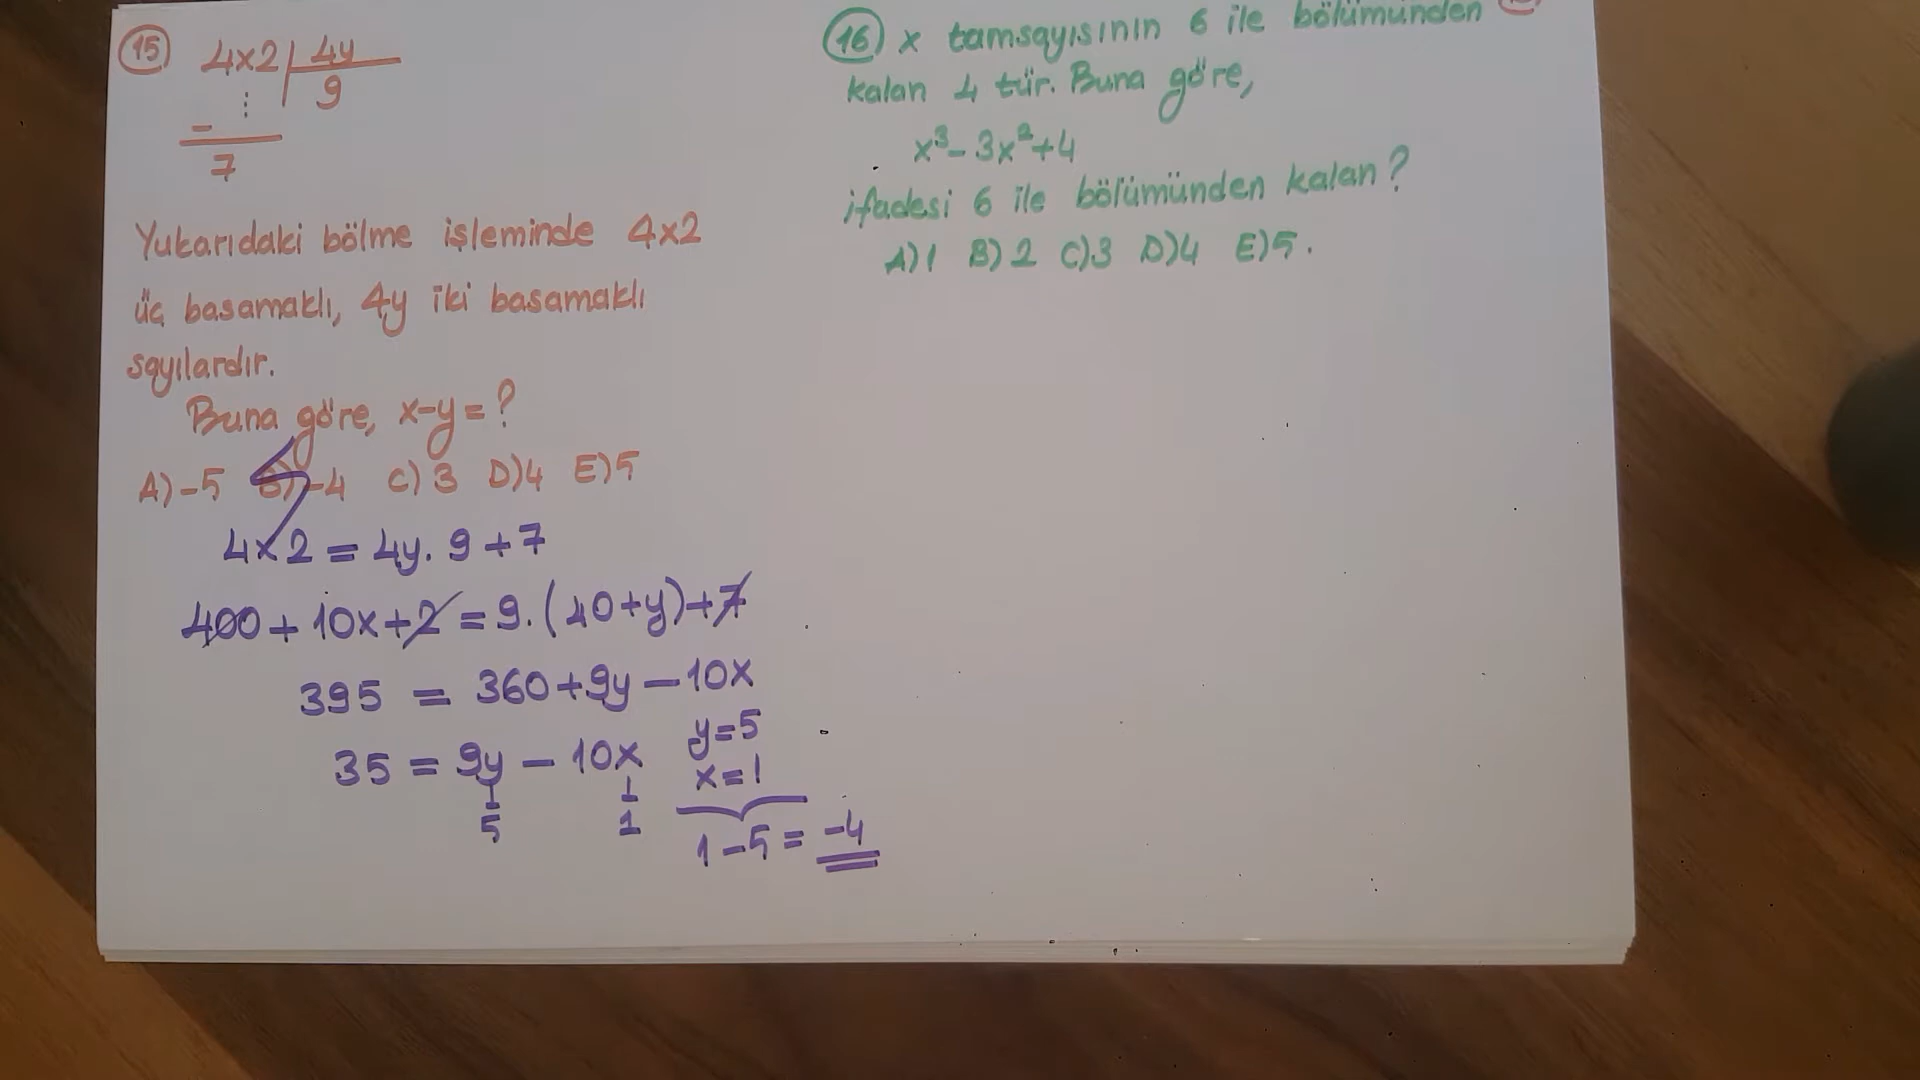 15
4x2 | 4y
9
-
7
Yukarıdaki bölme işleminde 4x2
üç basamaklı, 4y iki basamaklı
sayılardır.
Buna göre, x-y=?
A)-5 B)-4 C)3 D)4 E)5
4x2 = 4y. 9 + 7
400 + 10x+2 = 9.(40+y)+7
395 = 360+9y-10x
35 = 9y - 10x
5 1
y=5
x=1
1-5 = -4
16 x tamsayısının 6 ile bölümünden
kalan 4 tür. Buna göre,
x³-3x²+4
ifadesi 6 ile bölümünden kalan?
A)1 B)2 C)3 D)4 E)5.